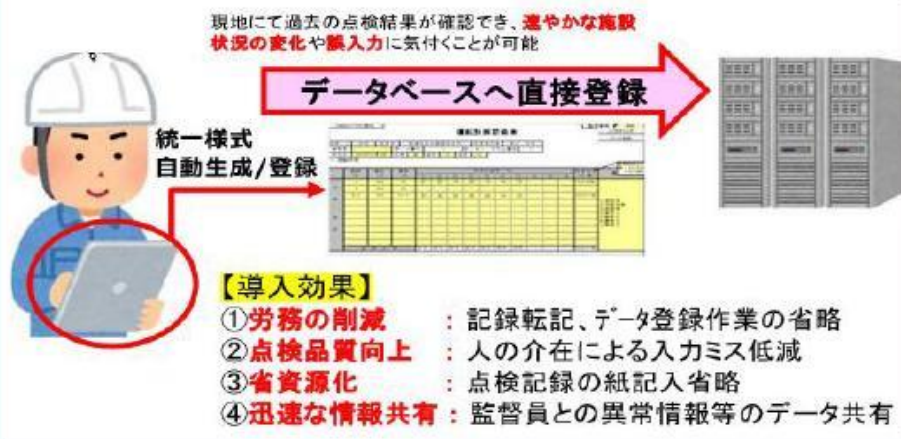 現地にて過去の点検結果が確認でき、速やかな施設
状況の変化や誤入力に気付くことが可能
データベースへ直接登録
統一様式
自動生成/登録
【導入効果】
①労務の削減 ：記録転記、ﾃﾞｰﾀ登録作業の省略
②点検品質向上 ：人の介在による入力ミス低減
③省資源化 ：点検記録の紙記入省略
④迅速な情報共有：監督員との異常情報等のデータ共有